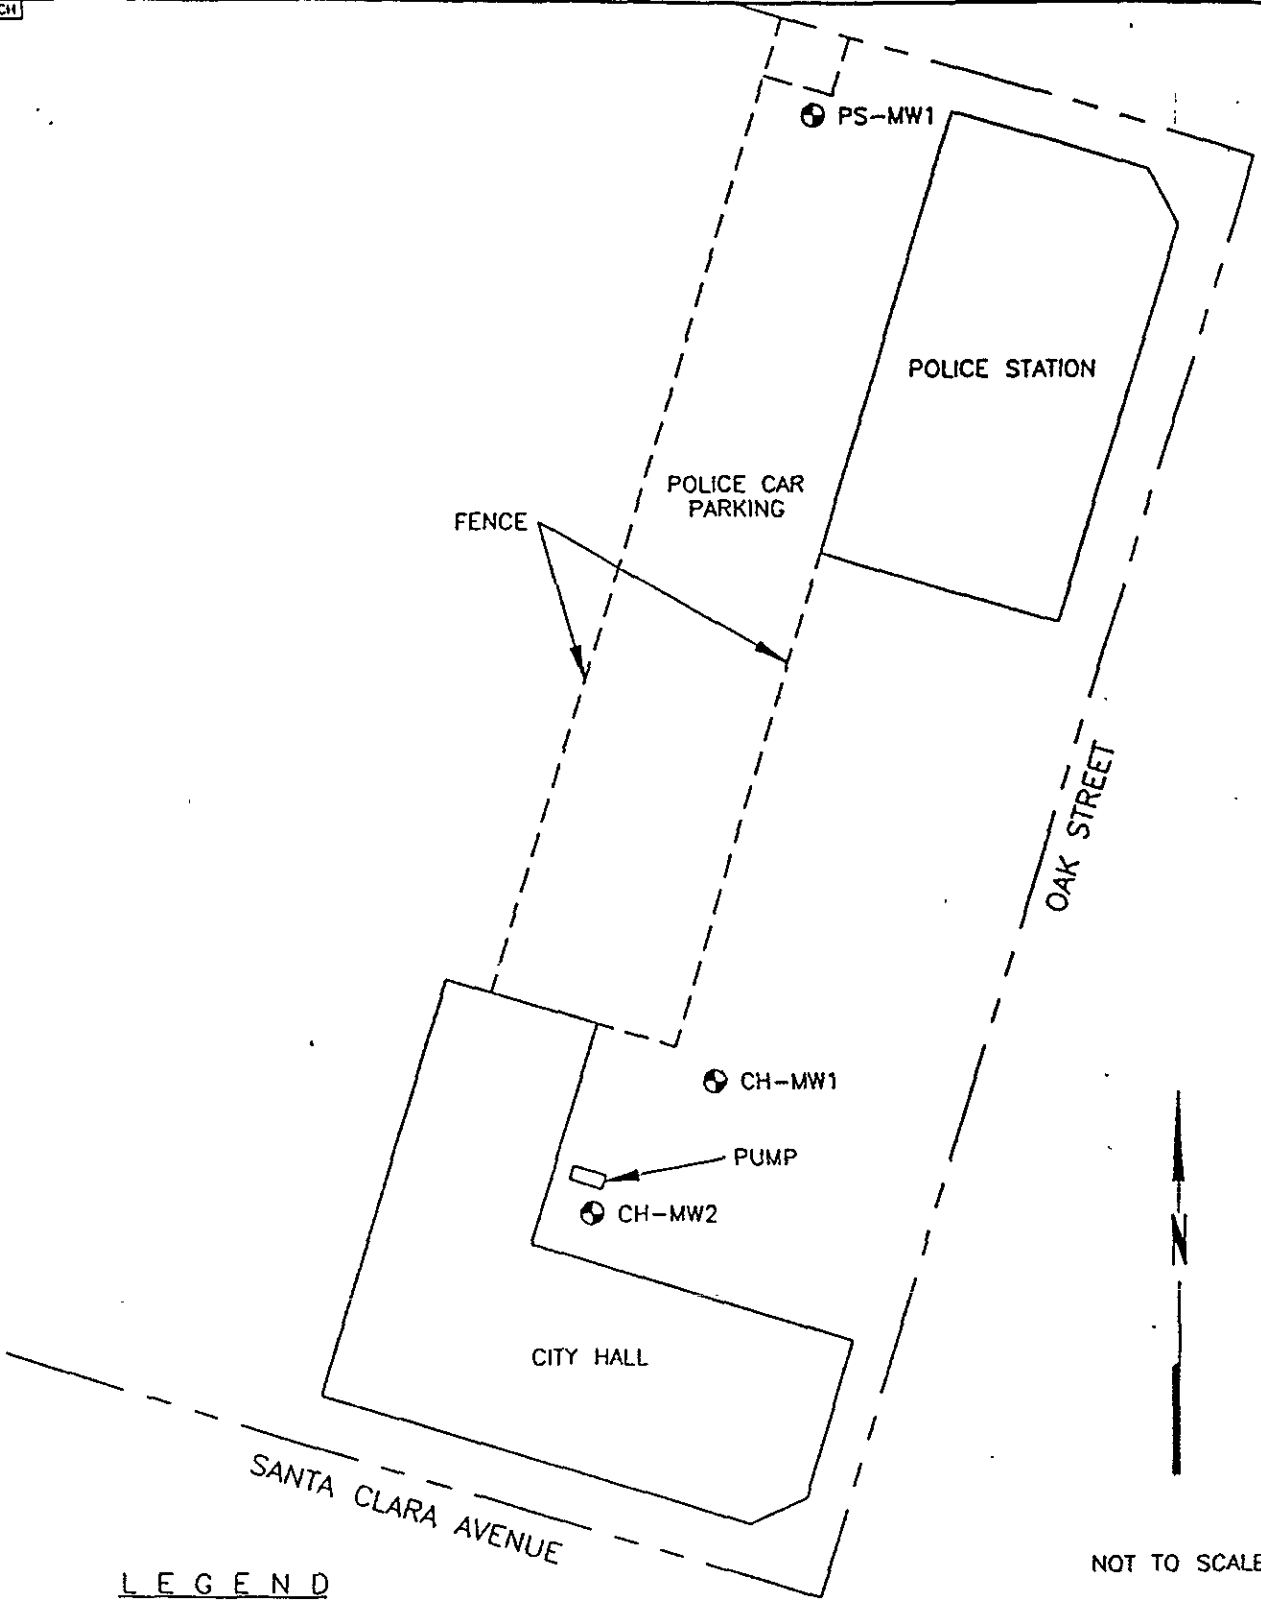 CH
PS-MW1
POLICE STATION
POLICE CAR
PARKING
FENCE
OAK STREET
CH-MW1
PUMP
CH-MW2
N
CITY HALL
SANTA CLARA AVENUE
NOT TO SCALE
LEGEND